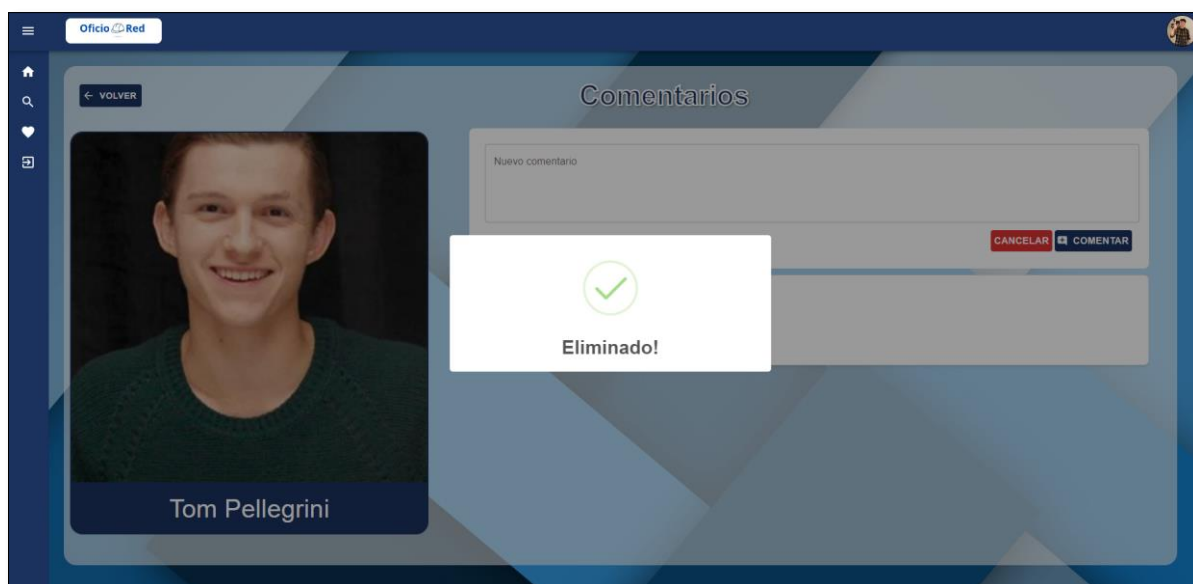 Oficio Red
← VOLVER
Comentarios
Nuevo comentario
CANCELAR COMENTAR
Eliminado!
Tom Pellegrini